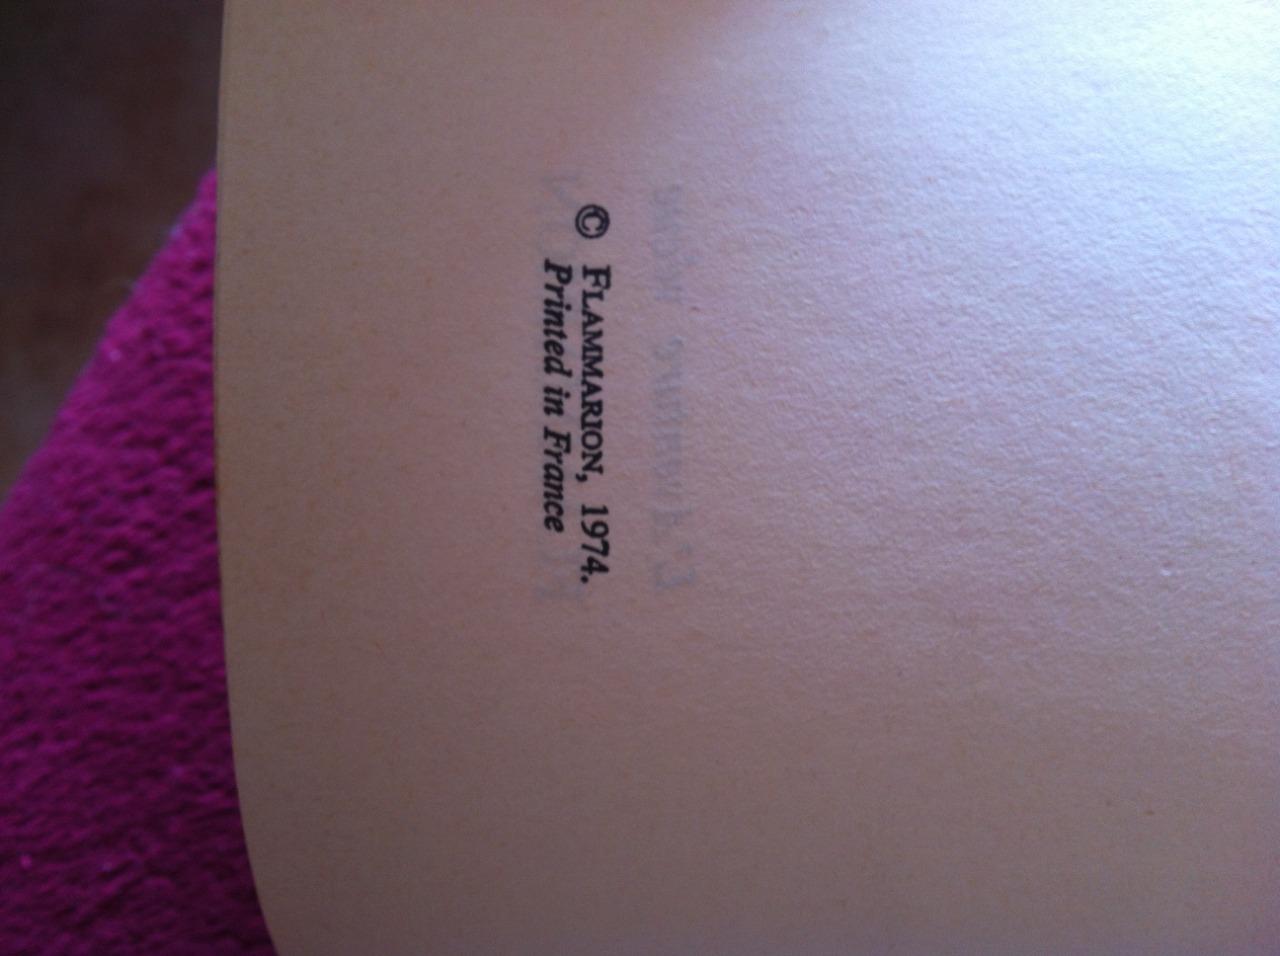 © FLAMMARION, 1974.
Printed in France